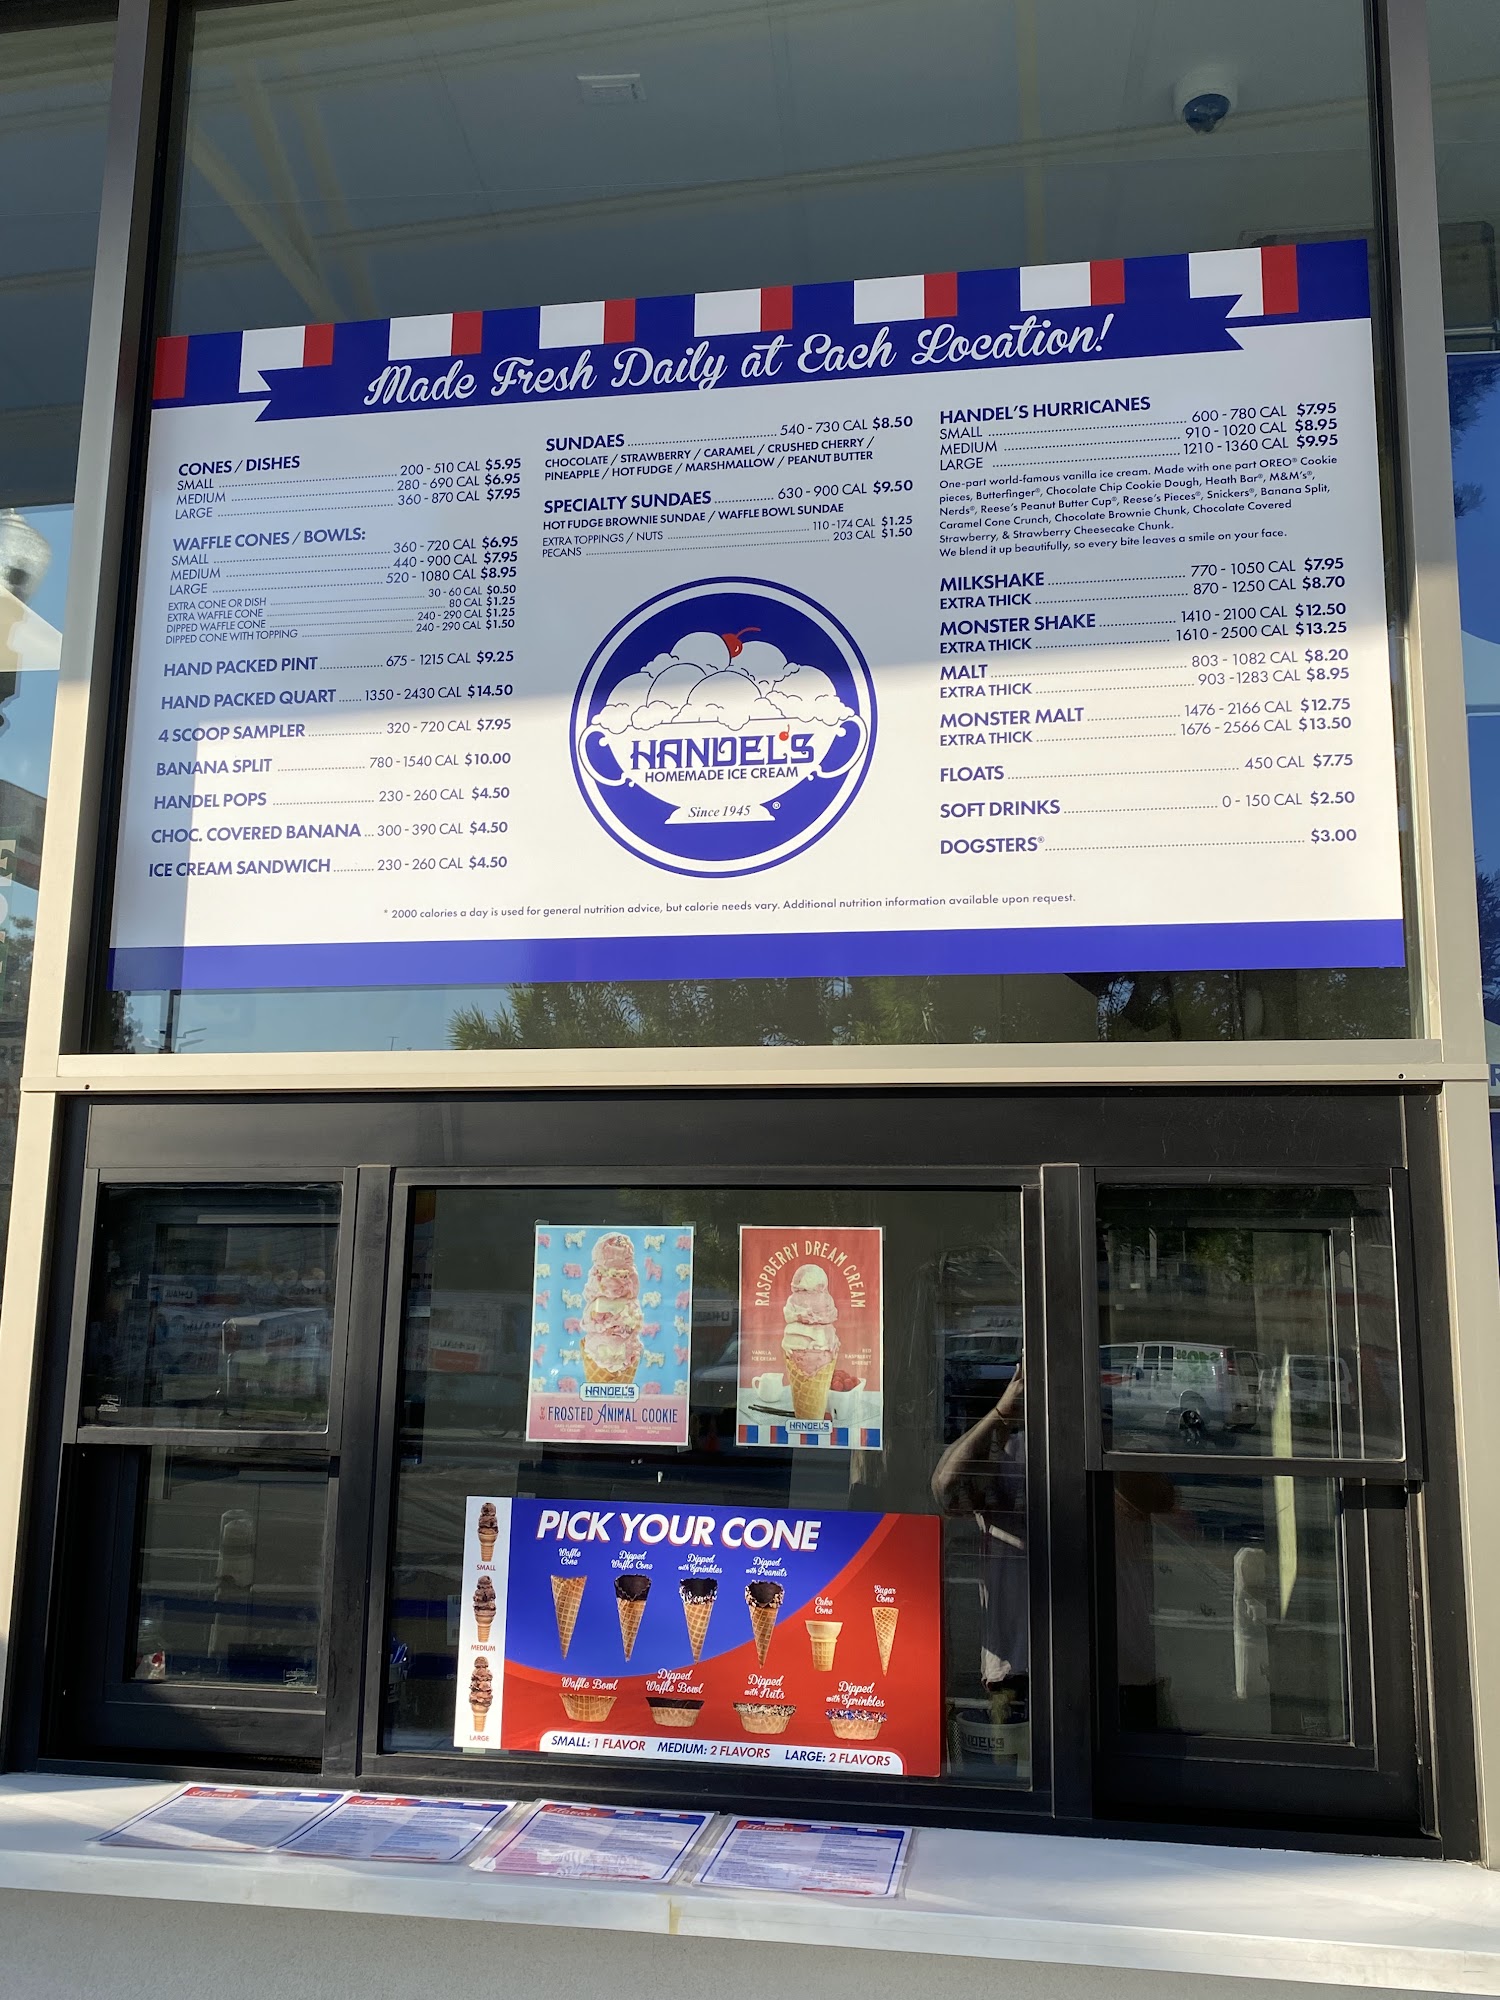 Made Fresh Daily at Each Location!
CONES / DISHES
SMALL 200 - 510 CAL $5.95
MEDIUM 280 - 690 CAL $6.95
LARGE 360 - 870 CAL $7.95
WAFFLE CONES / BOWLS:
SMALL 360 - 720 CAL $6.95
MEDIUM 440 - 900 CAL $7.95
LARGE 520 - 1080 CAL $8.95
EXTRA CONE OR DISH 30 - 60 CAL $0.50
EXTRA WAFFLE CONE 80 CAL $1.25
DIPPED WAFFLE CONE 240 - 290 CAL $1.25
DIPPED CONE WITH TOPPING 240 - 290 CAL $1.50
HAND PACKED PINT 675 - 1215 CAL $9.25
HAND PACKED QUART 1350 - 2430 CAL $14.50
4 SCOOP SAMPLER 320 - 720 CAL $7.95
BANANA SPLIT 780 - 1540 CAL $10.00
HANDEL POPS 230 - 260 CAL $4.50
CHOC. COVERED BANANA 300 - 390 CAL $4.50
ICE CREAM SANDWICH 230 - 260 CAL $4.50
SUNDAES 540 - 730 CAL $8.50
CHOCOLATE / STRAWBERRY / CARAMEL / CRUSHED CHERRY /
PINEAPPLE / HOT FUDGE / MARSHMALLOW / PEANUT BUTTER
SPECIALTY SUNDAES 630 - 900 CAL $9.50
HOT FUDGE BROWNIE SUNDAE / WAFFLE BOWL SUNDAE
EXTRA TOPPINGS / NUTS 110 -174 CAL $1.25
PECANS 203 CAL $1.50
HANDEL'S
HOMEMADE ICE CREAM
Since 1945 ®
HANDEL'S HURRICANES
SMALL 600 - 780 CAL $7.95
MEDIUM 910 - 1020 CAL $8.95
LARGE 1210 - 1360 CAL $9.95
One-part world-famous vanilla ice cream. Made with one part OREO® Cookie
pieces, Butterfinger®, Chocolate Chip Cookie Dough, Heath Bar®, M&M's®,
Nerds®, Reese's Peanut Butter Cup®, Reese's Pieces®, Snickers®, Banana Split,
Caramel Cone Crunch, Chocolate Brownie Chunk, Chocolate Covered
Strawberry, & Strawberry Cheesecake Chunk.
We blend it up beautifully, so every bite leaves a smile on your face.
MILKSHAKE 770 - 1050 CAL $7.95
EXTRA THICK 870 - 1250 CAL $8.70
MONSTER SHAKE 1410 - 2100 CAL $12.50
EXTRA THICK 1610 - 2500 CAL $13.25
MALT 803 - 1082 CAL $8.20
EXTRA THICK 903 -1283 CAL $8.95
MONSTER MALT 1476 - 2166 CAL $12.75
EXTRA THICK 1676 - 2566 CAL $13.50
FLOATS 450 CAL $7.75
SOFT DRINKS 0 - 150 CAL $2.50
DOGSTERS® $3.00
* 2000 calories a day is used for general nutrition advice, but calorie needs vary. Additional nutrition information available upon request.
HANDEL'S
FROSTED ANIMAL COOKIE
RASPBERRY DREAM CREAM
VANILLA
ICE CREAM
RED
RASPBERRY
SHERBET
HANDEL'S
PICK YOUR CONE
SMALL
MEDIUM
LARGE
Waffle Cone
Dipped Waffle Cone
Dipped with Sprinkles
Dipped with Peanuts
Cake Cone
Sugar Cone
Waffle Bowl
Dipped Waffle Bowl
Dipped with Nuts
Dipped with Sprinkles
SMALL: 1 FLAVOR MEDIUM: 2 FLAVORS LARGE: 2 FLAVORS
Flavors
Flavors
Flavors
Flavors